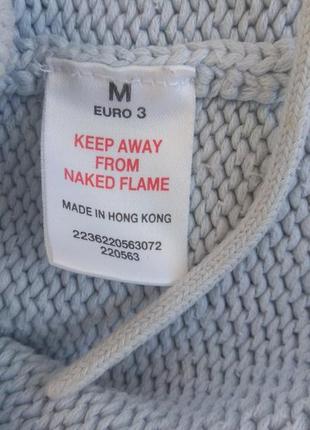 M
EURO 3
KEEP AWAY
FROM
NAKED FLAME
MADE IN HONG KONG
2236220563072
220563